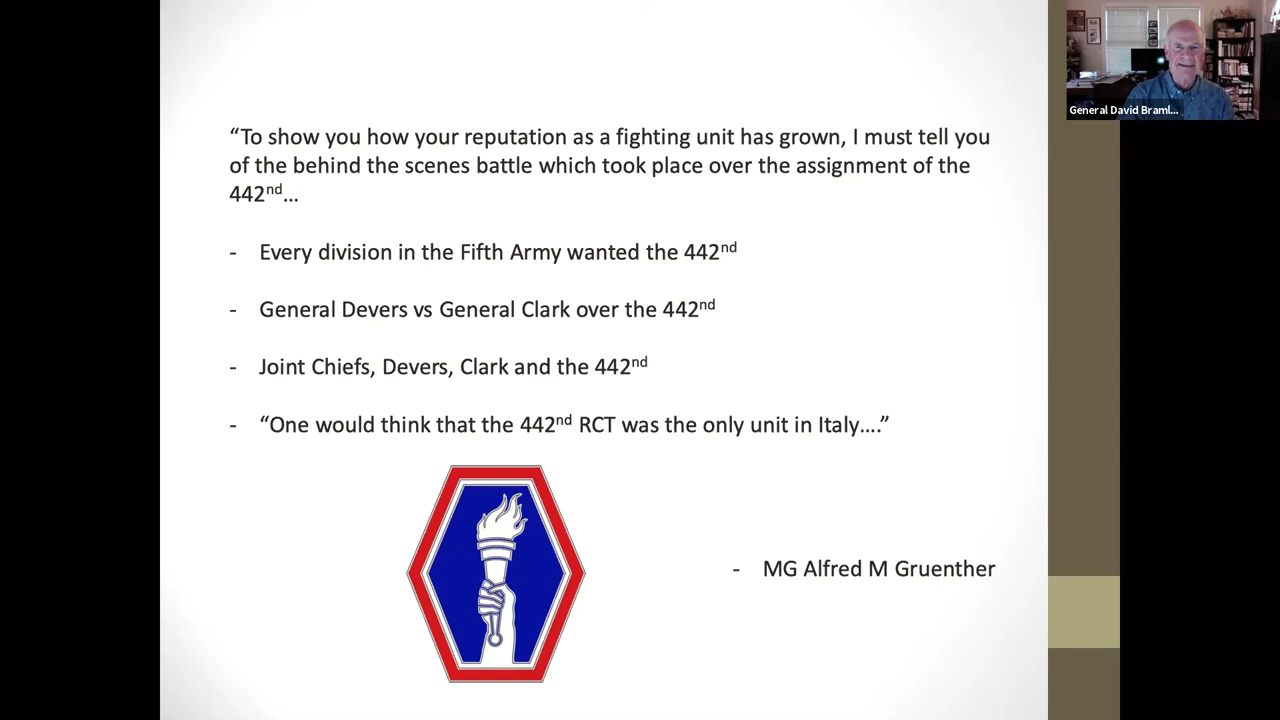 General David Braml...
“To show you how your reputation as a fighting unit has grown, I must tell you
of the behind the scenes battle which took place over the assignment of the
442nd…
- Every division in the Fifth Army wanted the 442nd
- General Devers vs General Clark over the 442nd
- Joint Chiefs, Devers, Clark and the 442nd
- “One would think that the 442nd RCT was the only unit in Italy….”
- MG Alfred M Gruenther